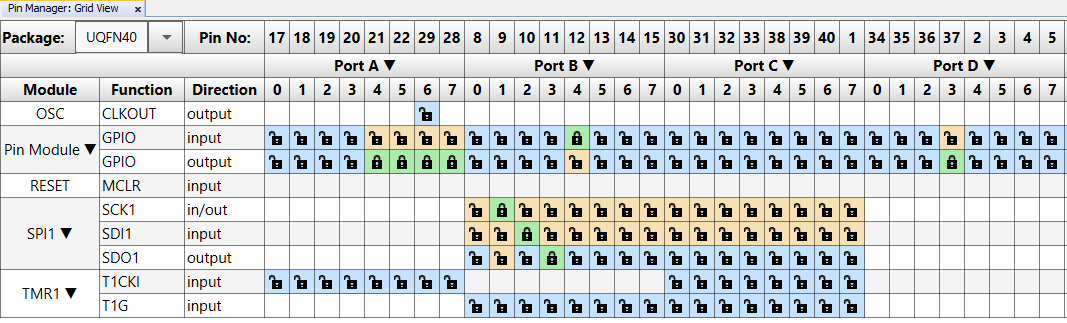 Pin Manager: Grid View ×
Package: UQFN40 ▼ Pin No: 17 18 19 20 21 22 29 28 8 9 10 11 12 13 14 15 30 31 32 33 38 39 40 1 34 35 36 37 2 3 4 5
Port A ▼ Port B ▼ Port C ▼ Port D ▼
Module Function Direction 0 1 2 3 4 5 6 7 0 1 2 3 4 5 6 7 0 1 2 3 4 5 6 7 0 1 2 3 4 5 6 7
OSC CLKOUT output
Pin Module ▼ GPIO input
GPIO output
RESET MCLR input
SPI1 ▼ SCK1 in/out
SDI1 input
SDO1 output
TMR1 ▼ T1CKI input
T1G input